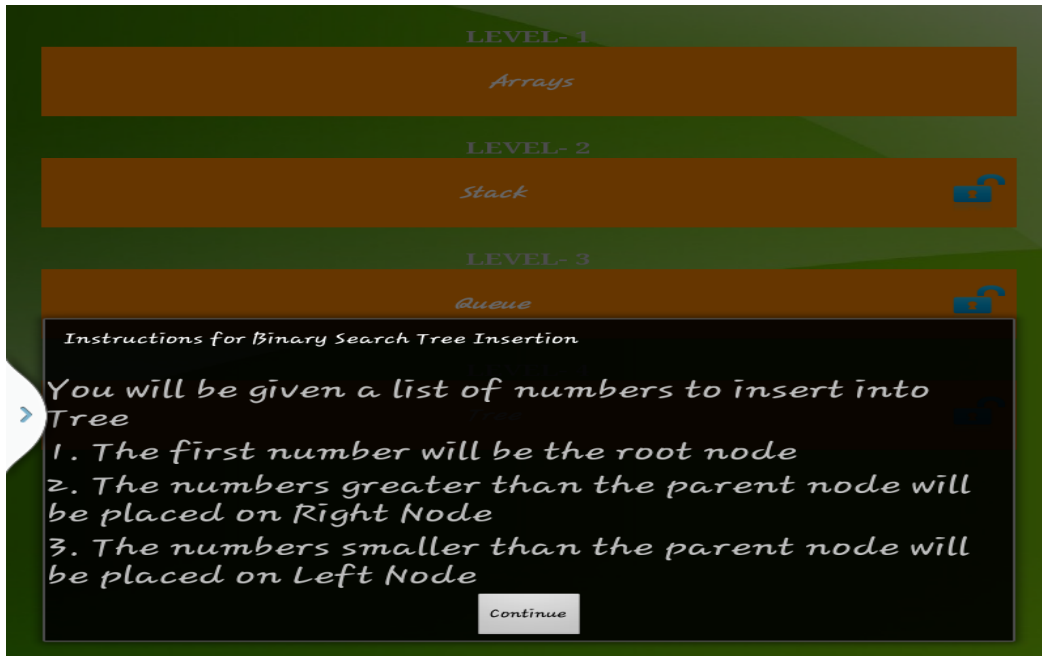 LEVEL- 1
Arrays
LEVEL- 2
Stack
LEVEL- 3
Queue
Instructions for Binary Search Tree Insertion
You will be given a list of numbers to insert into
Tree
1. The first number will be the root node
2. The numbers greater than the parent node will
be placed on Right Node
3. The numbers smaller than the parent node will
be placed on Left Node
Continue